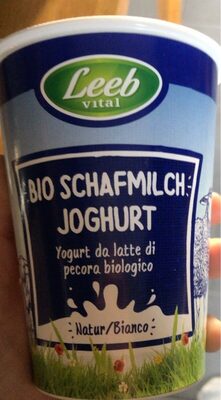 Leeb
vital
BIO SCHAFMILCH
JOGHURT
Yogurt da latte di
pecora biologico
Natur/Bianco